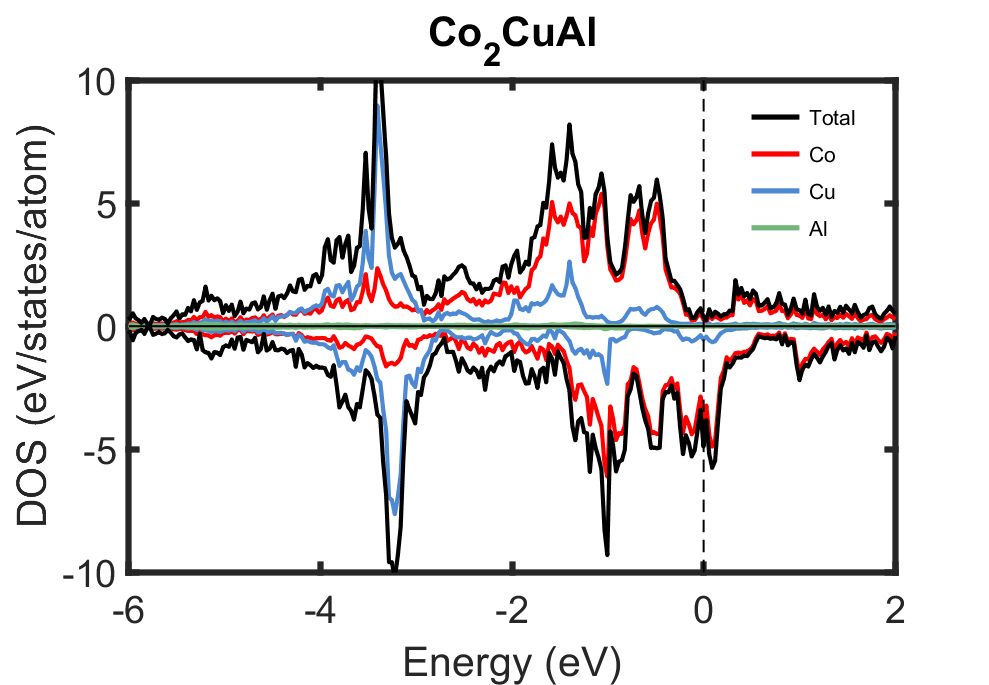 Co₂CuAl
10
5
0
-5
-10
DOS (eV/states/atom)
Total
Co
Cu
Al
-6 -4 -2 0 2
Energy (eV)